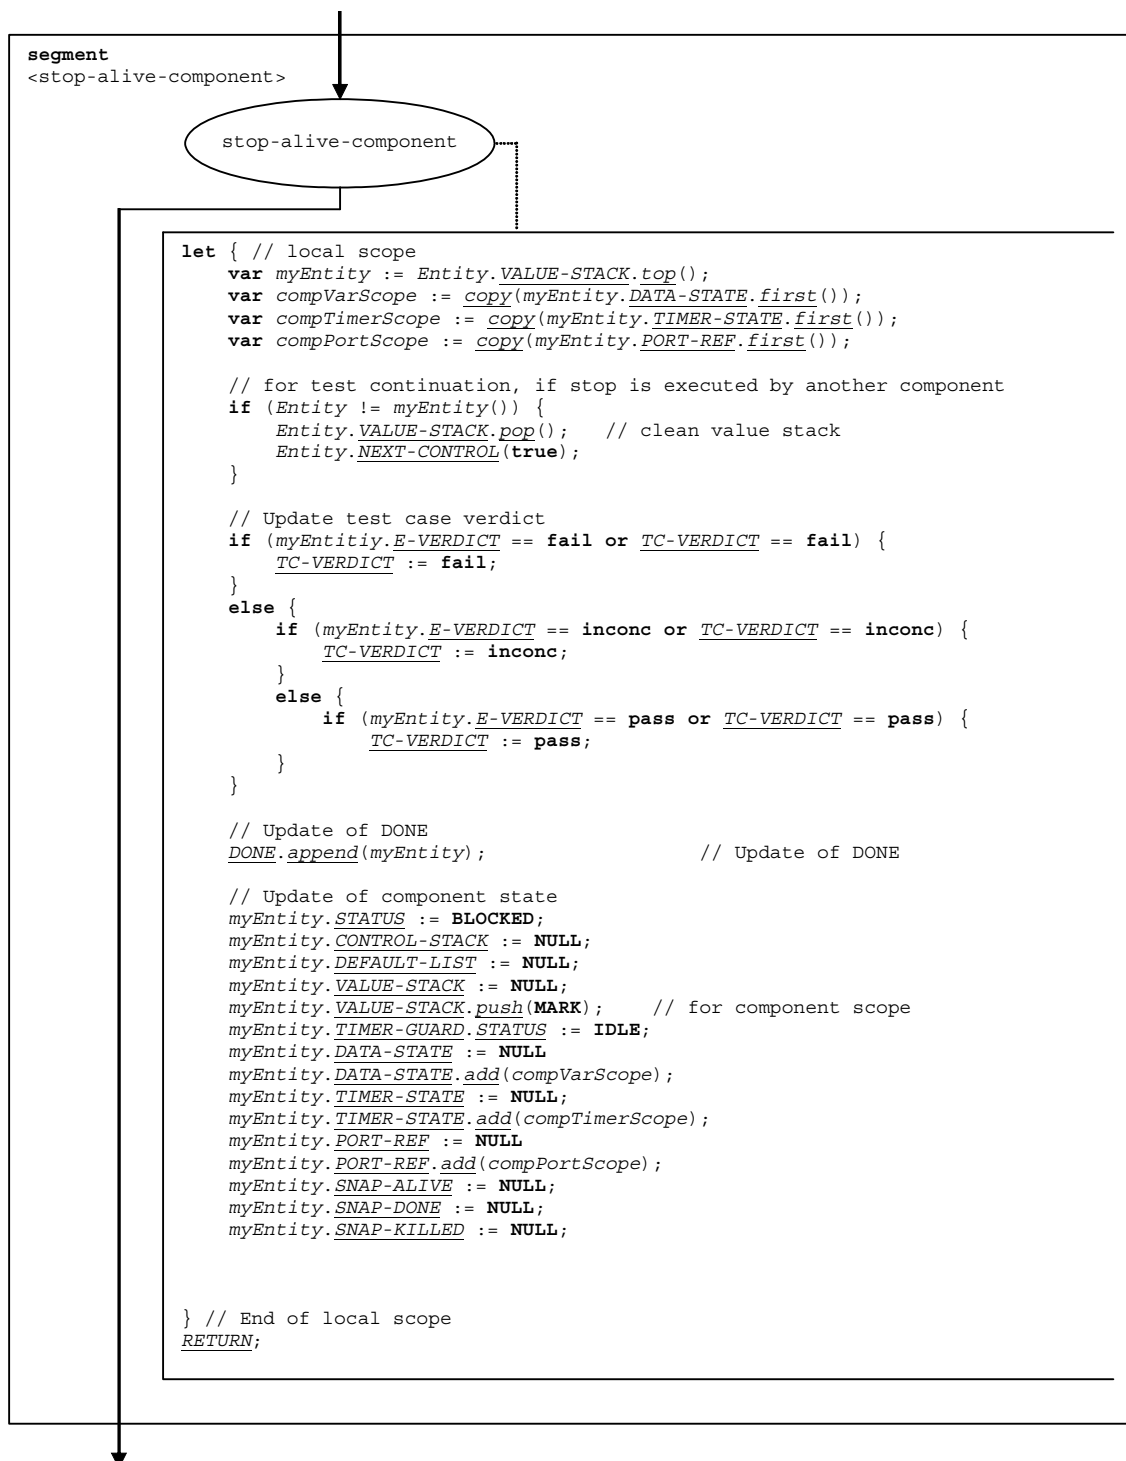 segment
<stop-alive-component>
stop-alive-component
let { // local scope
    var myEntity := Entity.VALUE-STACK.top();
    var compVarScope := copy(myEntity.DATA-STATE.first());
    var compTimerScope := copy(myEntity.TIMER-STATE.first());
    var compPortScope := copy(myEntity.PORT-REF.first());

    // for test continuation, if stop is executed by another component
    if (Entity != myEntity()) {
        Entity.VALUE-STACK.pop();   // clean value stack
        Entity.NEXT-CONTROL(true);
    }

    // Update test case verdict
    if (myEntitiy.E-VERDICT == fail or TC-VERDICT == fail) {
        TC-VERDICT := fail;
    }
    else {
        if (myEntity.E-VERDICT == inconc or TC-VERDICT == inconc) {
            TC-VERDICT := inconc;
        }
        else {
            if (myEntity.E-VERDICT == pass or TC-VERDICT == pass) {
                TC-VERDICT := pass;
            }
        }
    }

    // Update of DONE
    DONE.append(myEntity);                  // Update of DONE

    // Update of component state
    myEntity.STATUS := BLOCKED;
    myEntity.CONTROL-STACK := NULL;
    myEntity.DEFAULT-LIST := NULL;
    myEntity.VALUE-STACK := NULL;
    myEntity.VALUE-STACK.push(MARK);    // for component scope
    myEntity.TIMER-GUARD.STATUS := IDLE;
    myEntity.DATA-STATE := NULL
    myEntity.DATA-STATE.add(compVarScope);
    myEntity.TIMER-STATE := NULL;
    myEntity.TIMER-STATE.add(compTimerScope);
    myEntity.PORT-REF := NULL
    myEntity.PORT-REF.add(compPortScope);
    myEntity.SNAP-ALIVE := NULL;
    myEntity.SNAP-DONE := NULL;
    myEntity.SNAP-KILLED := NULL;

} // End of local scope
RETURN;